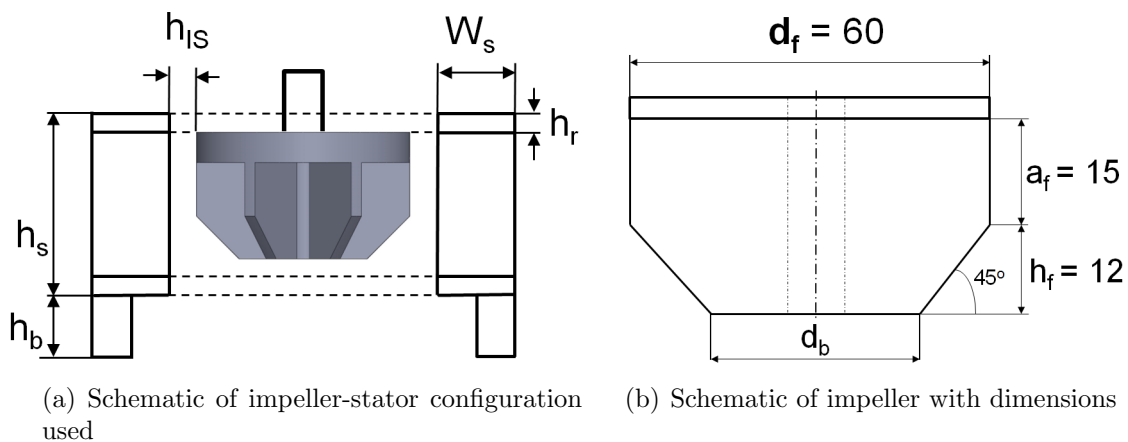 h_IS
W_s
h_r
h_s
h_b
d_f = 60
a_f = 15
h_f = 12
45°
d_b
(a) Schematic of impeller-stator configuration
used
(b) Schematic of impeller with dimensions